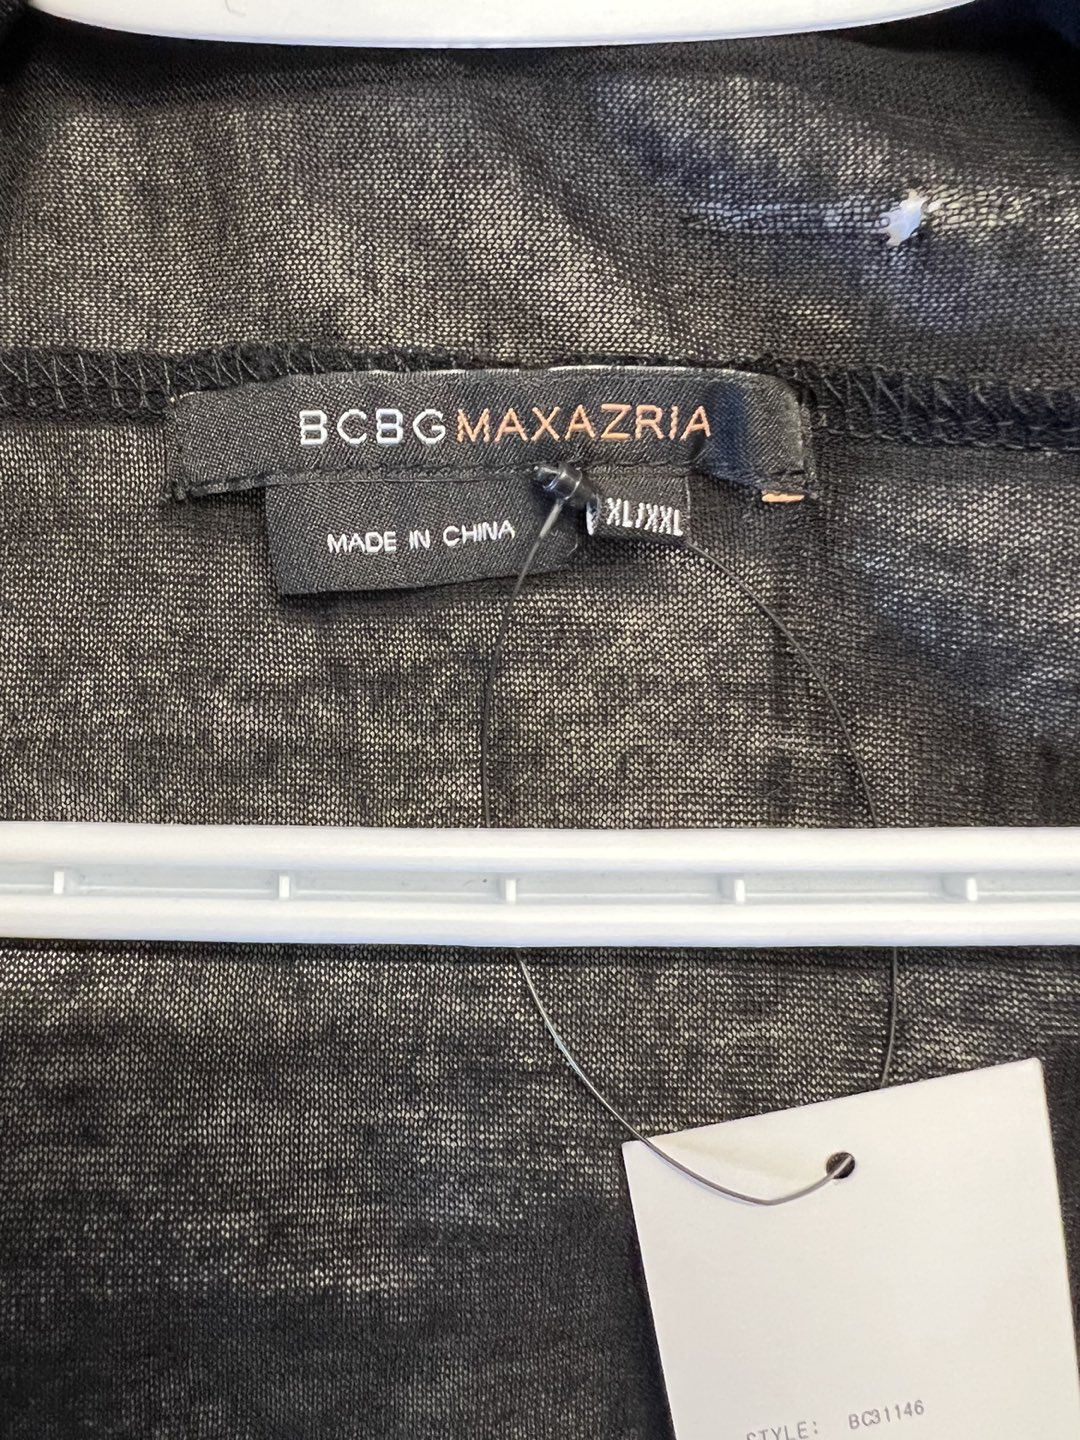 BCBGMAXAZRIA
MADE IN CHINA
XL/XXL
STYLE: BC31146